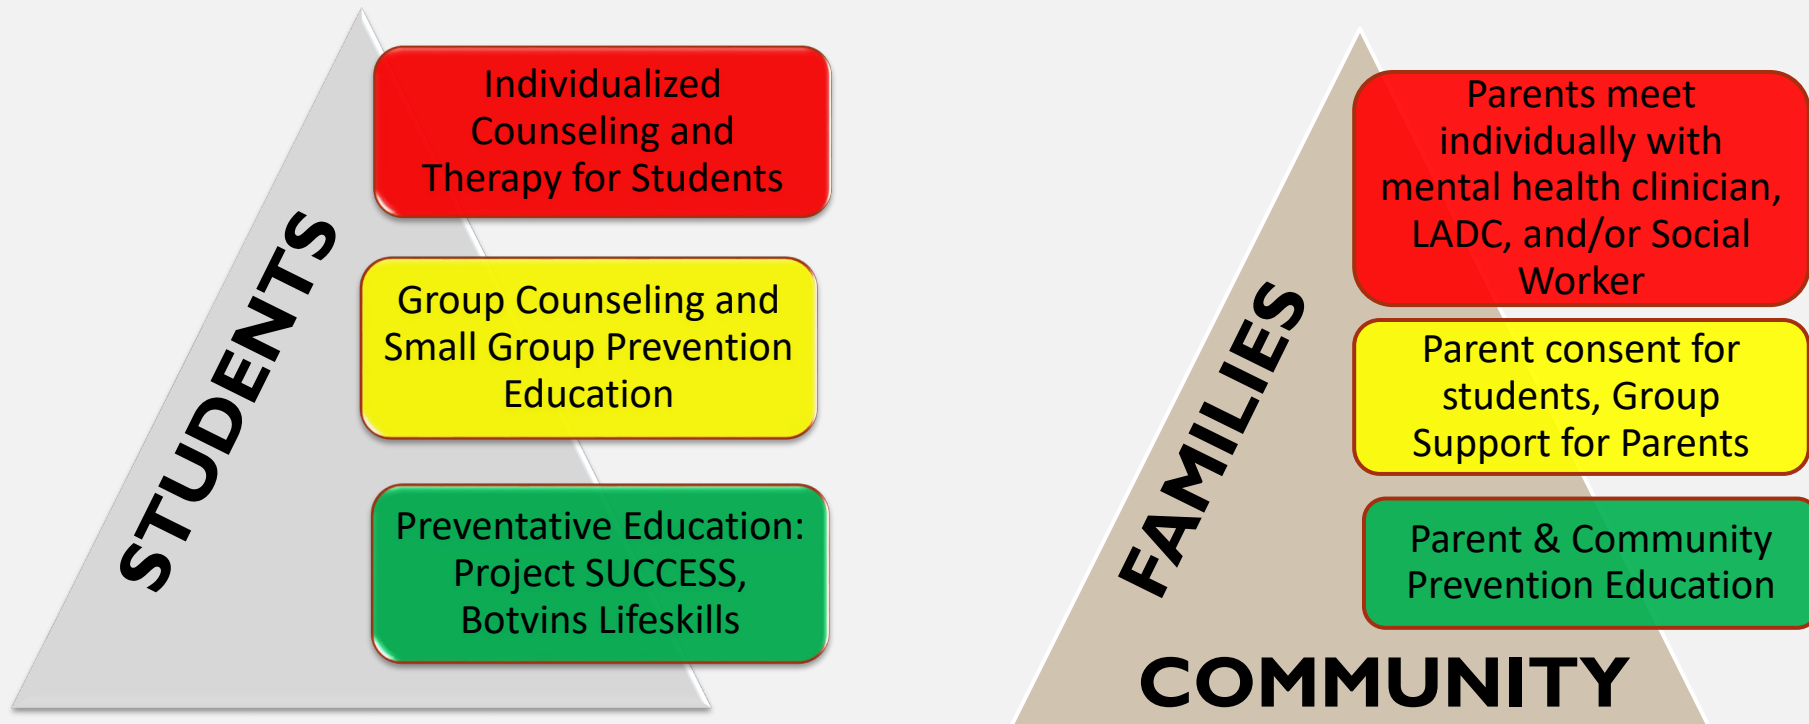 STUDENTS
Individualized
Counseling and
Therapy for Students
Group Counseling and
Small Group Prevention
Education
Preventative Education:
Project SUCCESS,
Botvins Lifeskills
FAMILIES
Parents meet
individually with
mental health clinician,
LADC, and/or Social
Worker
Parent consent for
students, Group
Support for Parents
Parent & Community
Prevention Education
COMMUNITY